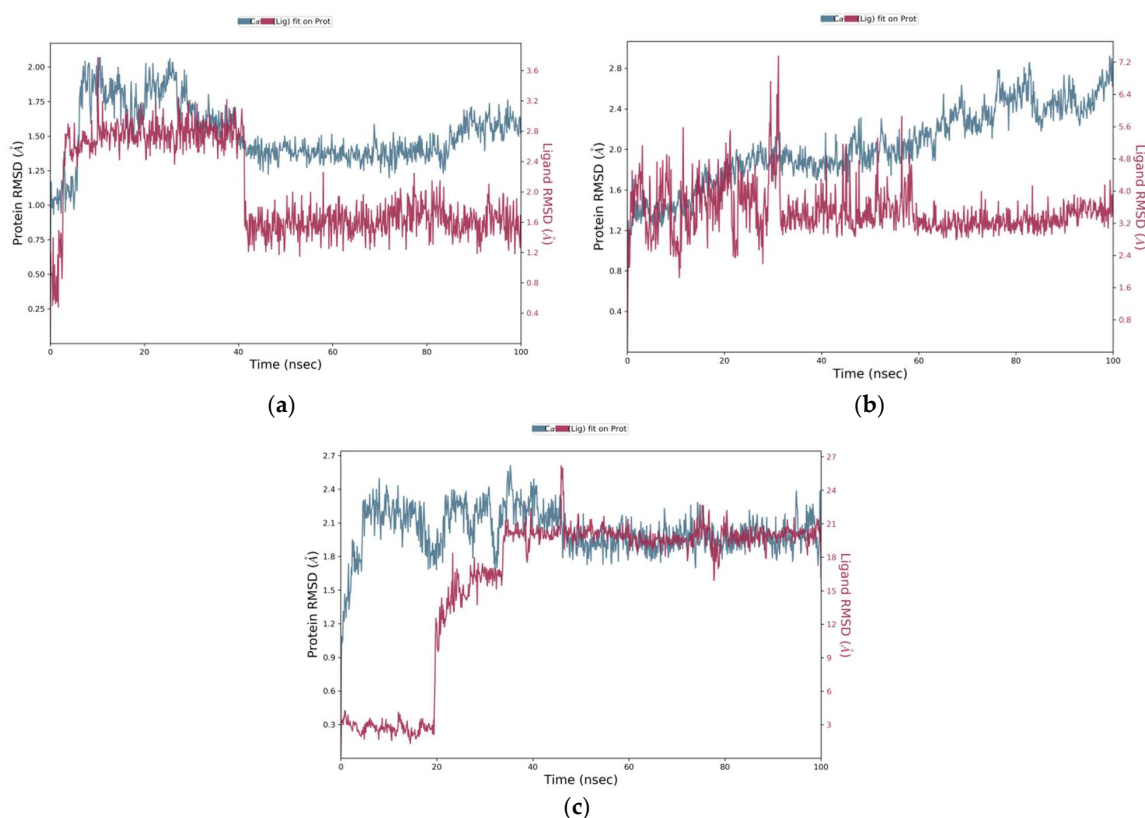 Cα (Lig) fit on Prot
Protein RMSD (Å)
2.00
1.75
1.50
1.25
1.00
0.75
0.50
0.25
3.6
3.2
2.8
2.4
2.0
1.6
1.2
0.8
0.4
Ligand RMSD (Å)
0 20 40 60 80 100
Time (nsec)
(a)
Cα (Lig) fit on Prot
Protein RMSD (Å)
2.8
2.4
2.0
1.6
1.2
0.8
0.4
7.2
6.4
5.6
4.8
4.0
3.2
2.4
1.6
0.8
Ligand RMSD (Å)
0 20 40 60 80 100
Time (nsec)
(b)
Cα (Lig) fit on Prot
Protein RMSD (Å)
2.7
2.4
2.1
1.8
1.5
1.2
0.9
0.6
0.3
27
24
21
18
15
12
9
6
3
Ligand RMSD (Å)
0 20 40 60 80 100
Time (nsec)
(c)